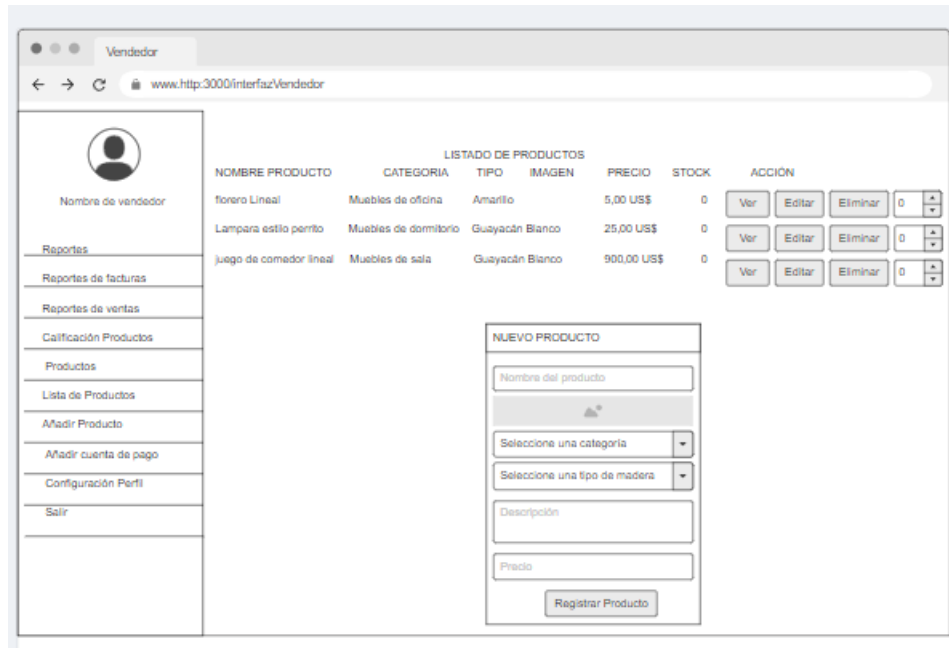 Vendedor
www.http:3000/interfazVendedor
Nombre de vendedor
Reportes
Reportes de facturas
Reportes de ventas
Calificación Productos
Productos
Lista de Productos
Añadir Producto
Añadir cuenta de pago
Configuración Perfil
Salir
LISTADO DE PRODUCTOS
NOMBRE PRODUCTO CATEGORIA TIPO IMAGEN PRECIO STOCK ACCIÓN
florero Lineal Muebles de oficina Amarillo 5,00 US$ 0 Ver Editar Eliminar 0
Lampara estilo perrito Muebles de dormitorio Guayacán Blanco 25,00 US$ 0 Ver Editar Eliminar 0
juego de comedor lineal Muebles de sala Guayacán Blanco 900,00 US$ 0 Ver Editar Eliminar 0
NUEVO PRODUCTO
Nombre del producto
Seleccione una categoría
Seleccione una tipo de madera
Descripción
Precio
Registrar Producto